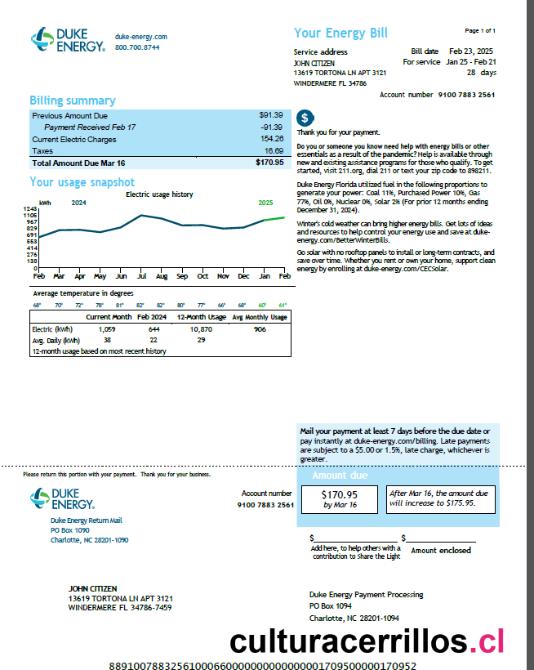 DUKE ENERGY®
duke-energy.com
800.700.8744
Your Energy Bill
Page 1 of 1
Service address
JOHN CITIZEN
13619 TORTONA LN APT 3121
WINDERMERE FL 34786
Bill date Feb 23, 2025
For service Jan 25 - Feb 21
28 days
Account number 9100 7883 2561
Billing summary
Previous Amount Due $91.39
Payment Received Feb 17 -91.39
Current Electric Charges 154.26
Taxes 16.69
Total Amount Due Mar 16 $170.95
$
Thank you for your payment.
Do you or someone you know need help with energy bills or other
essentials as a result of the pandemic? Help is available through
new and existing assistance programs for those who qualify. To get
started, visit 211.org, dial 211 or text your zip code to 898211.
Duke Energy Florida utilized fuel in the following proportions to
generate your power: Coal 11%, Purchased Power 10%, Gas
77%, Oil 0%, Nuclear 0%, Solar 2% (For prior 12 months ending
December 31, 2024).
Winter's cold weather can bring higher energy bills. Get lots of ideas
and resources to help control your energy use and save at duke-
energy.com/BetterWinterBills.
Go solar with no rooftop panels to install or long-term contracts, and
save over time. Whether you rent or own your home, support clean
energy by enrolling at duke-energy.com/CECSolar.
Your usage snapshot
Electric usage history
kWh 2024 2025
1243
1105
967
829
691
553
414
276
138
0
Feb Mar Apr May Jun Jul Aug Sep Oct Nov Dec Jan Feb
Average temperature in degrees
68° 70° 72° 78° 81° 82° 82° 80° 77° 66° 68° 60° 61°
Current Month Feb 2024 12-Month Usage Avg Monthly Usage
Electric (kWh) 1,059 644 10,870 906
Avg. Daily (kWh) 38 22 29
12-month usage based on most recent history
Mail your payment at least 7 days before the due date or
pay instantly at duke-energy.com/billing. Late payments
are subject to a $5.00 or 1.5%, late charge, whichever is
greater.
Please return this portion with your payment. Thank you for your business.
Amount due
DUKE ENERGY®
Account number
9100 7883 2561
$170.95
by Mar 16
After Mar 16, the amount due
will increase to $175.95.
Duke Energy Return Mail
PO Box 1090
Charlotte, NC 28201-1090
$ $
Add here, to help others with a
contribution to Share the Light
Amount enclosed
JOHN CITIZEN
13619 TORTONA LN APT 3121
WINDERMERE FL 34786-7459
Duke Energy Payment Processing
PO Box 1094
Charlotte, NC 28201-1094
culturacerrillos.cl